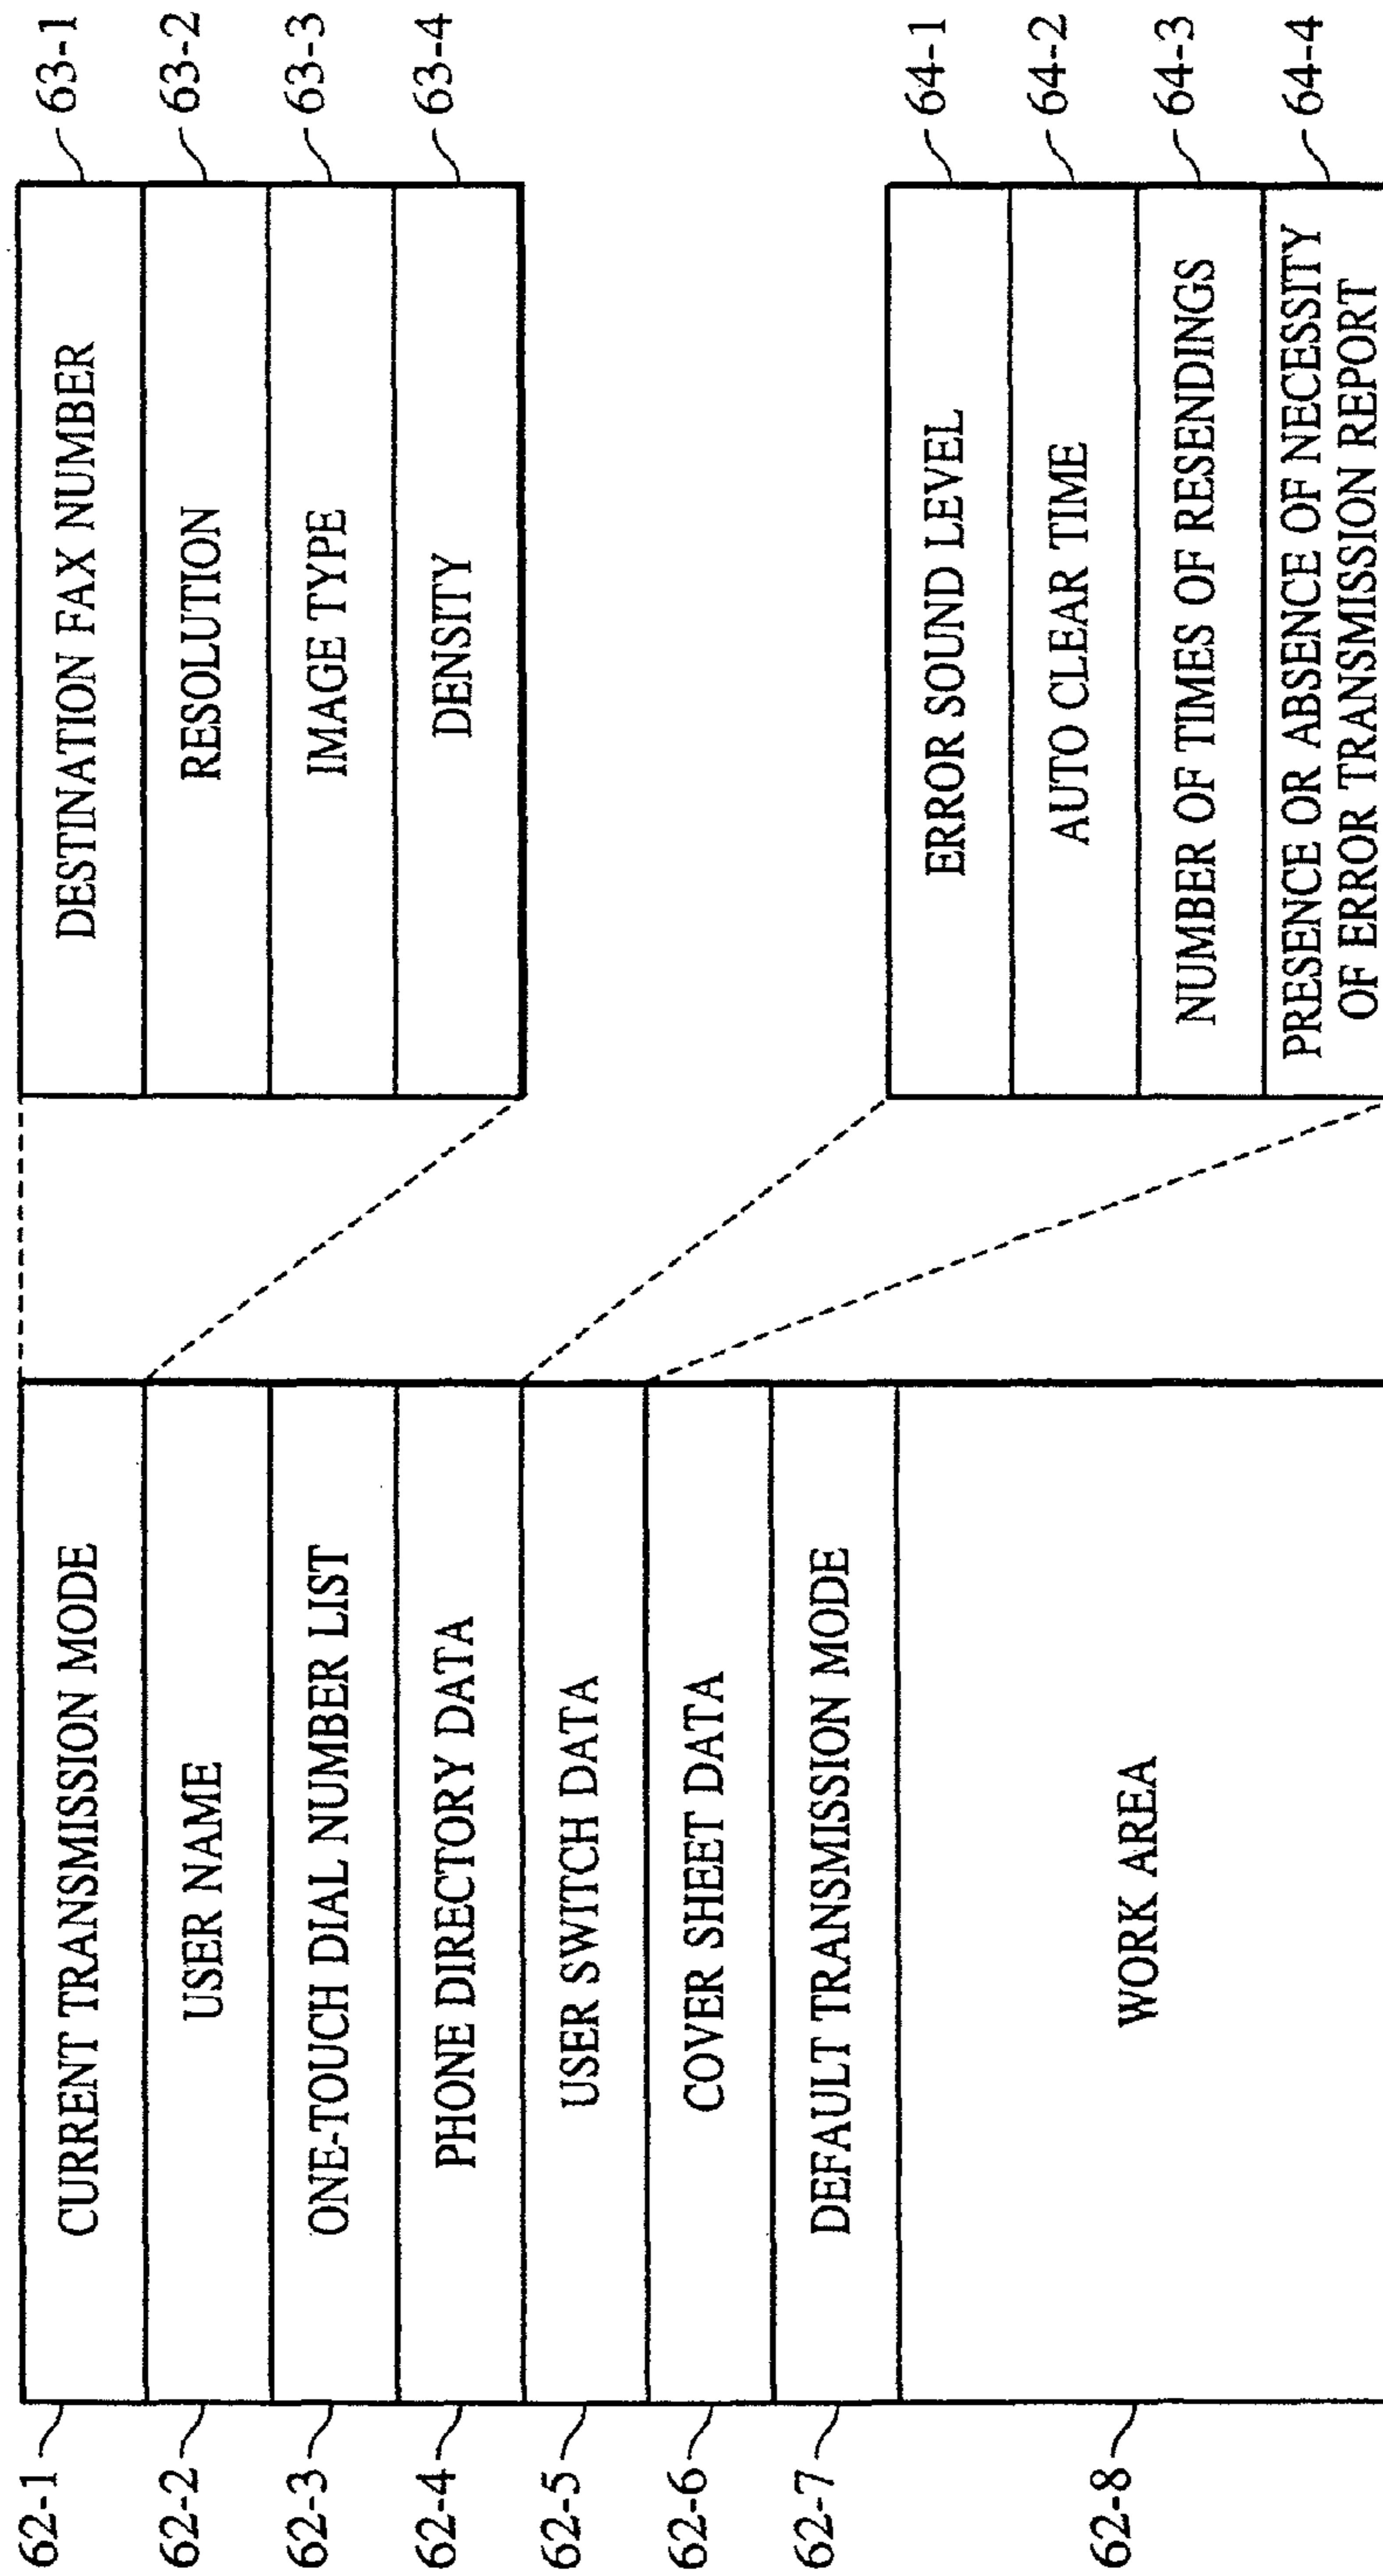 62-1
CURRENT TRANSMISSION MODE
62-2
USER NAME
62-3
ONE-TOUCH DIAL NUMBER LIST
62-4
PHONE DIRECTORY DATA
62-5
USER SWITCH DATA
62-6
COVER SHEET DATA
62-7
DEFAULT TRANSMISSION MODE
62-8
WORK AREA
DESTINATION FAX NUMBER
63-1
RESOLUTION
63-2
IMAGE TYPE
63-3
DENSITY
63-4
ERROR SOUND LEVEL
64-1
AUTO CLEAR TIME
64-2
NUMBER OF TIMES OF RESENDINGS
64-3
PRESENCE OR ABSENCE OF NECESSITY
OF ERROR TRANSMISSION REPORT
64-4